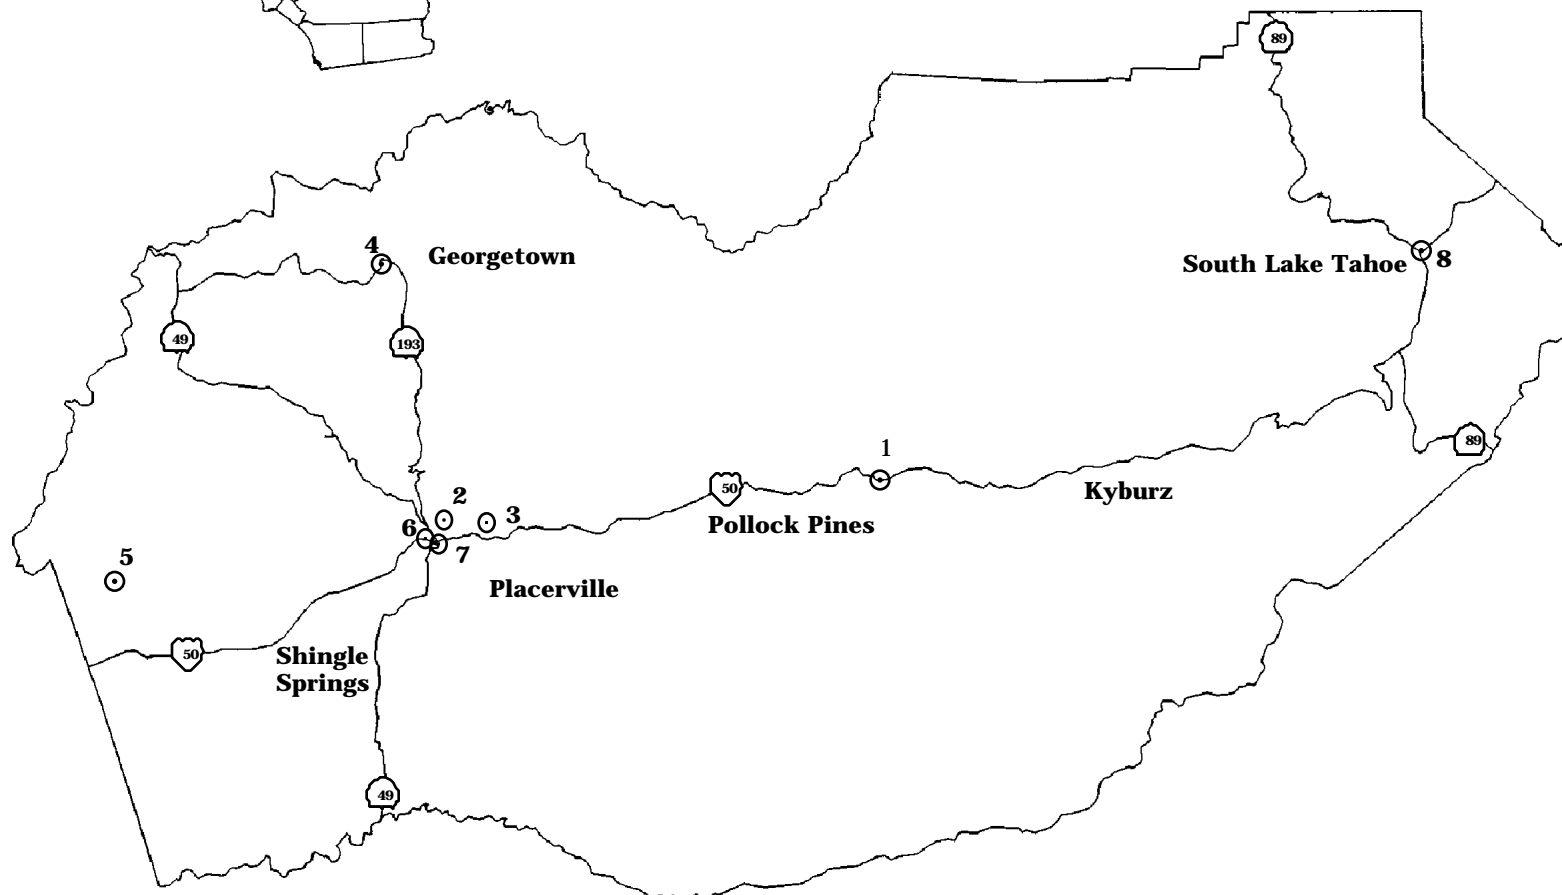 89
4
Georgetown
South Lake Tahoe
8
49
193
89
1
50
Kyburz
2
3
Pollock Pines
6
7
5
Placerville
50
Shingle
Springs
49